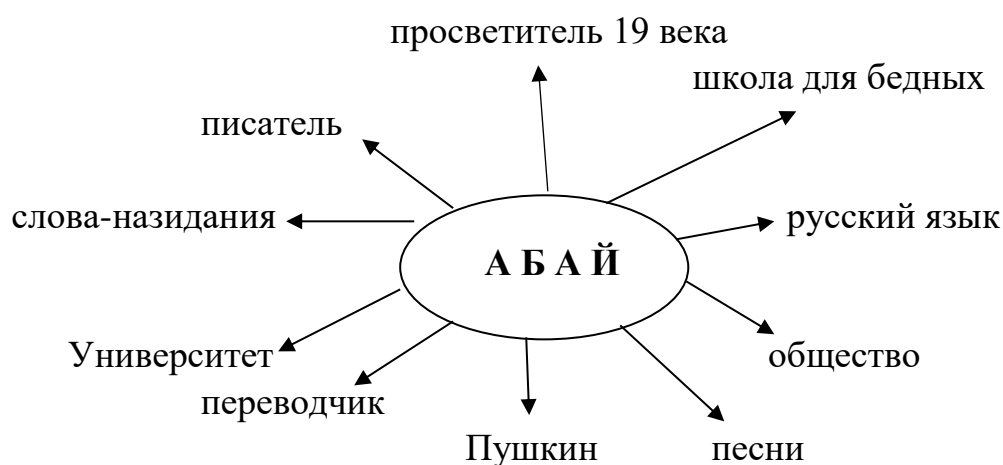 просветитель 19 века
школа для бедных
писатель
слова-назидания
русский язык
А Б А Й
Университет
общество
переводчик
Пушкин
песни